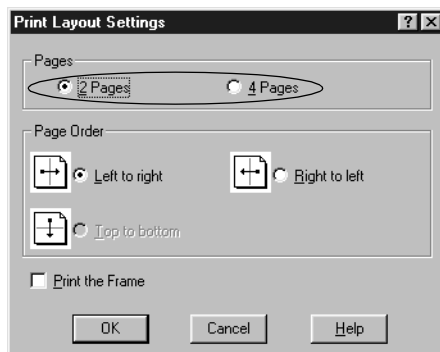 Print Layout Settings
Pages
2 Pages 4 Pages
Page Order
Left to right Right to left
Top to bottom
Print the Frame
OK Cancel Help